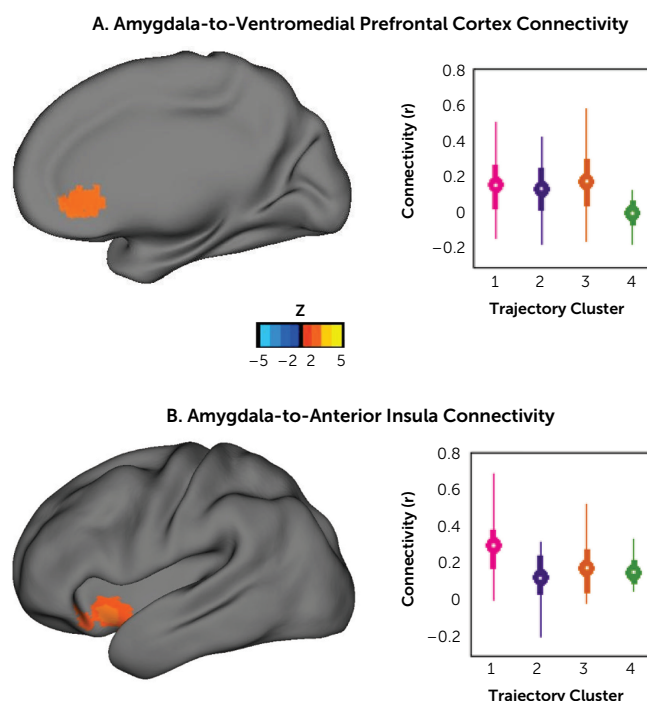 A. Amygdala-to-Ventromedial Prefrontal Cortex Connectivity
Connectivity (r)
0.8
0.6
0.4
0.2
0
−0.2
1 2 3 4
Trajectory Cluster
Z
−5 −2 2 5
B. Amygdala-to-Anterior Insula Connectivity
Connectivity (r)
0.8
0.6
0.4
0.2
0
−0.2
1 2 3 4
Trajectory Cluster